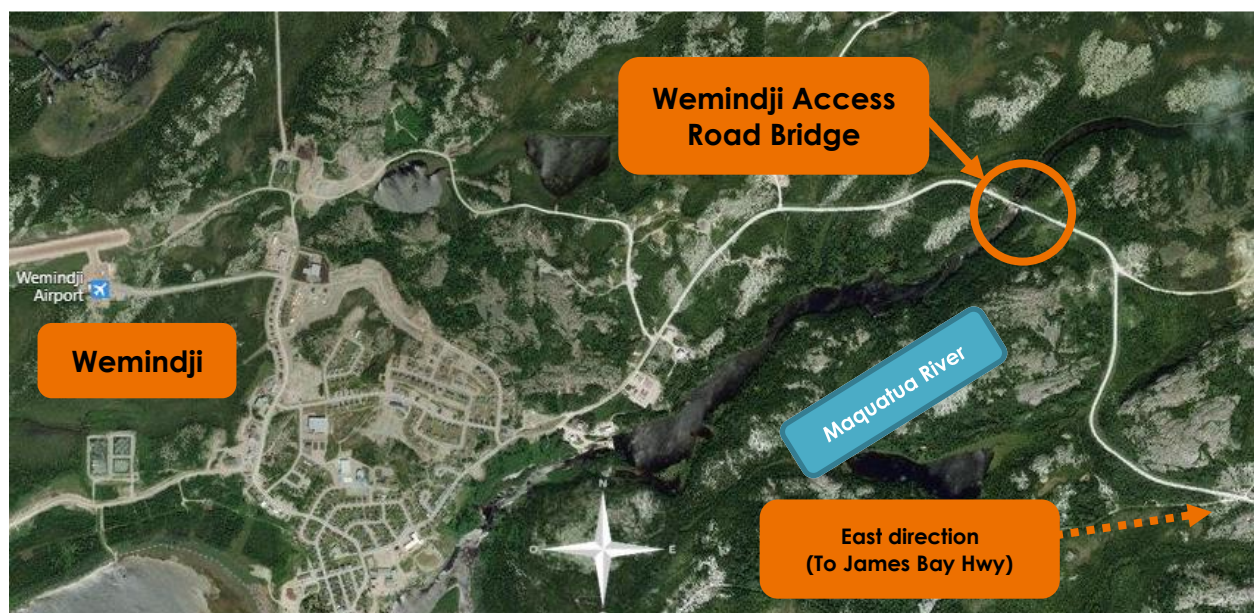 Wemindji Access
Road Bridge
Wemindji
Airport
Wemindji
Maquatua River
N
O
E
East direction
(To James Bay Hwy)